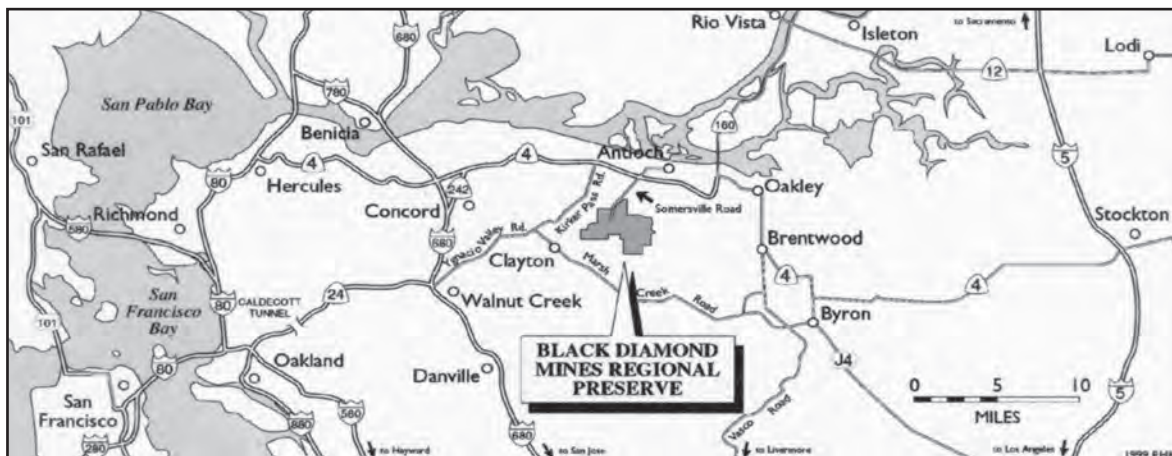 to Sacramento
Rio Vista
Isleton
Lodi
680
12
San Pablo Bay
780
101
Benicia
160
San Rafael
4
4
Antioch
5
80
Hercules
242
Oakley
Concord
Kirker Pass Rd.
Somersville Road
Richmond
Stockton
580
680
Ignacio Valley Rd.
Brentwood
Clayton
4
4
Marsh
Creek
Road
San
Francisco
Bay
80
CALDECOTT
TUNNEL
24
Walnut Creek
Byron
101
BLACK DIAMOND
MINES REGIONAL
PRESERVE
80
Oakland
Danville
J4
0 5 10
MILES
5
San
Francisco
580
880
680
Vasco Road
280
to Hayward
to San Jose
to Livermore
to Los Angeles